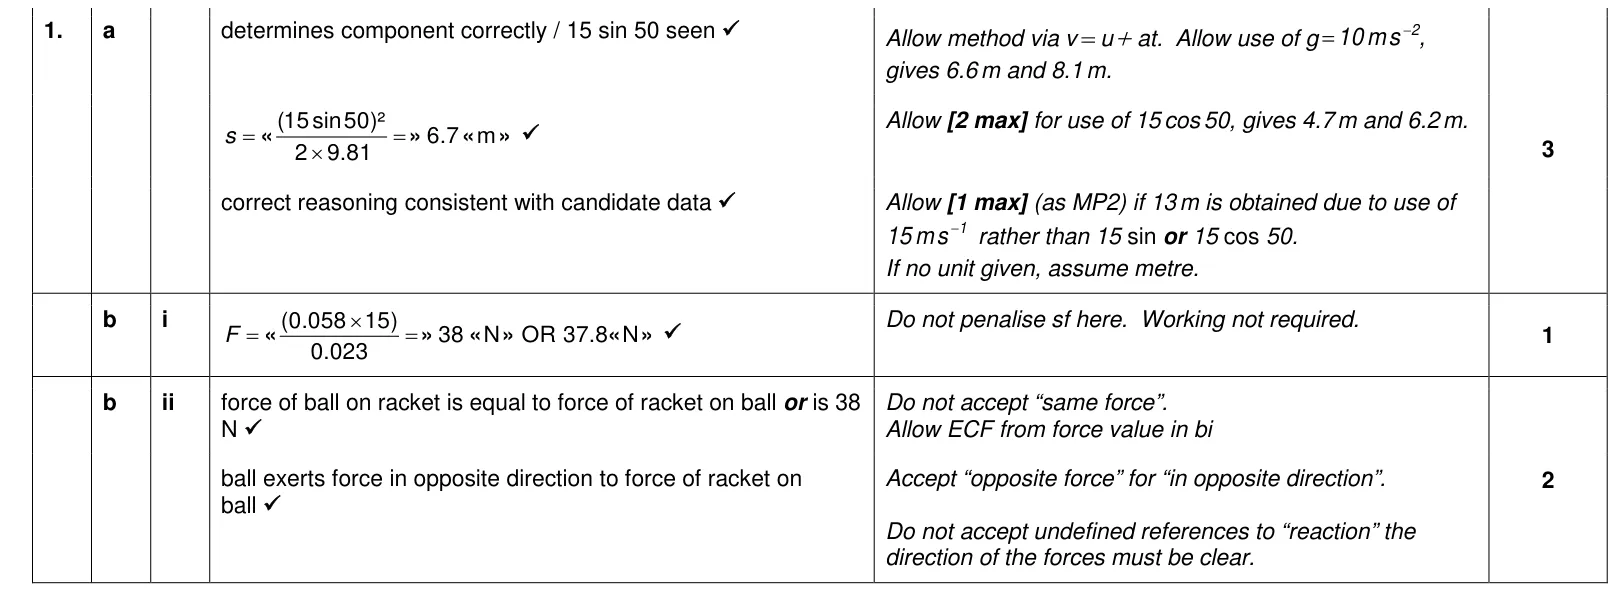 1. a determines component correctly / 15 sin 50 seen ✓
Allow method via v = u + at. Allow use of g = 10 m s⁻²,
gives 6.6 m and 8.1 m.
s = « (15 sin 50)² / 2 × 9.81 = » 6.7 « m » ✓
Allow [2 max] for use of 15 cos 50, gives 4.7 m and 6.2 m.
3
correct reasoning consistent with candidate data ✓
Allow [1 max] (as MP2) if 13 m is obtained due to use of
15 m s⁻¹ rather than 15 sin or 15 cos 50.
If no unit given, assume metre.
b i F = « (0.058 × 15) / 0.023 = » 38 « N » OR 37.8 « N » ✓
Do not penalise sf here. Working not required.
1
b ii force of ball on racket is equal to force of racket on ball or is 38
N ✓
Do not accept “same force”.
Allow ECF from force value in bi
ball exerts force in opposite direction to force of racket on
ball ✓
Accept “opposite force” for “in opposite direction”.
2
Do not accept undefined references to “reaction” the
direction of the forces must be clear.